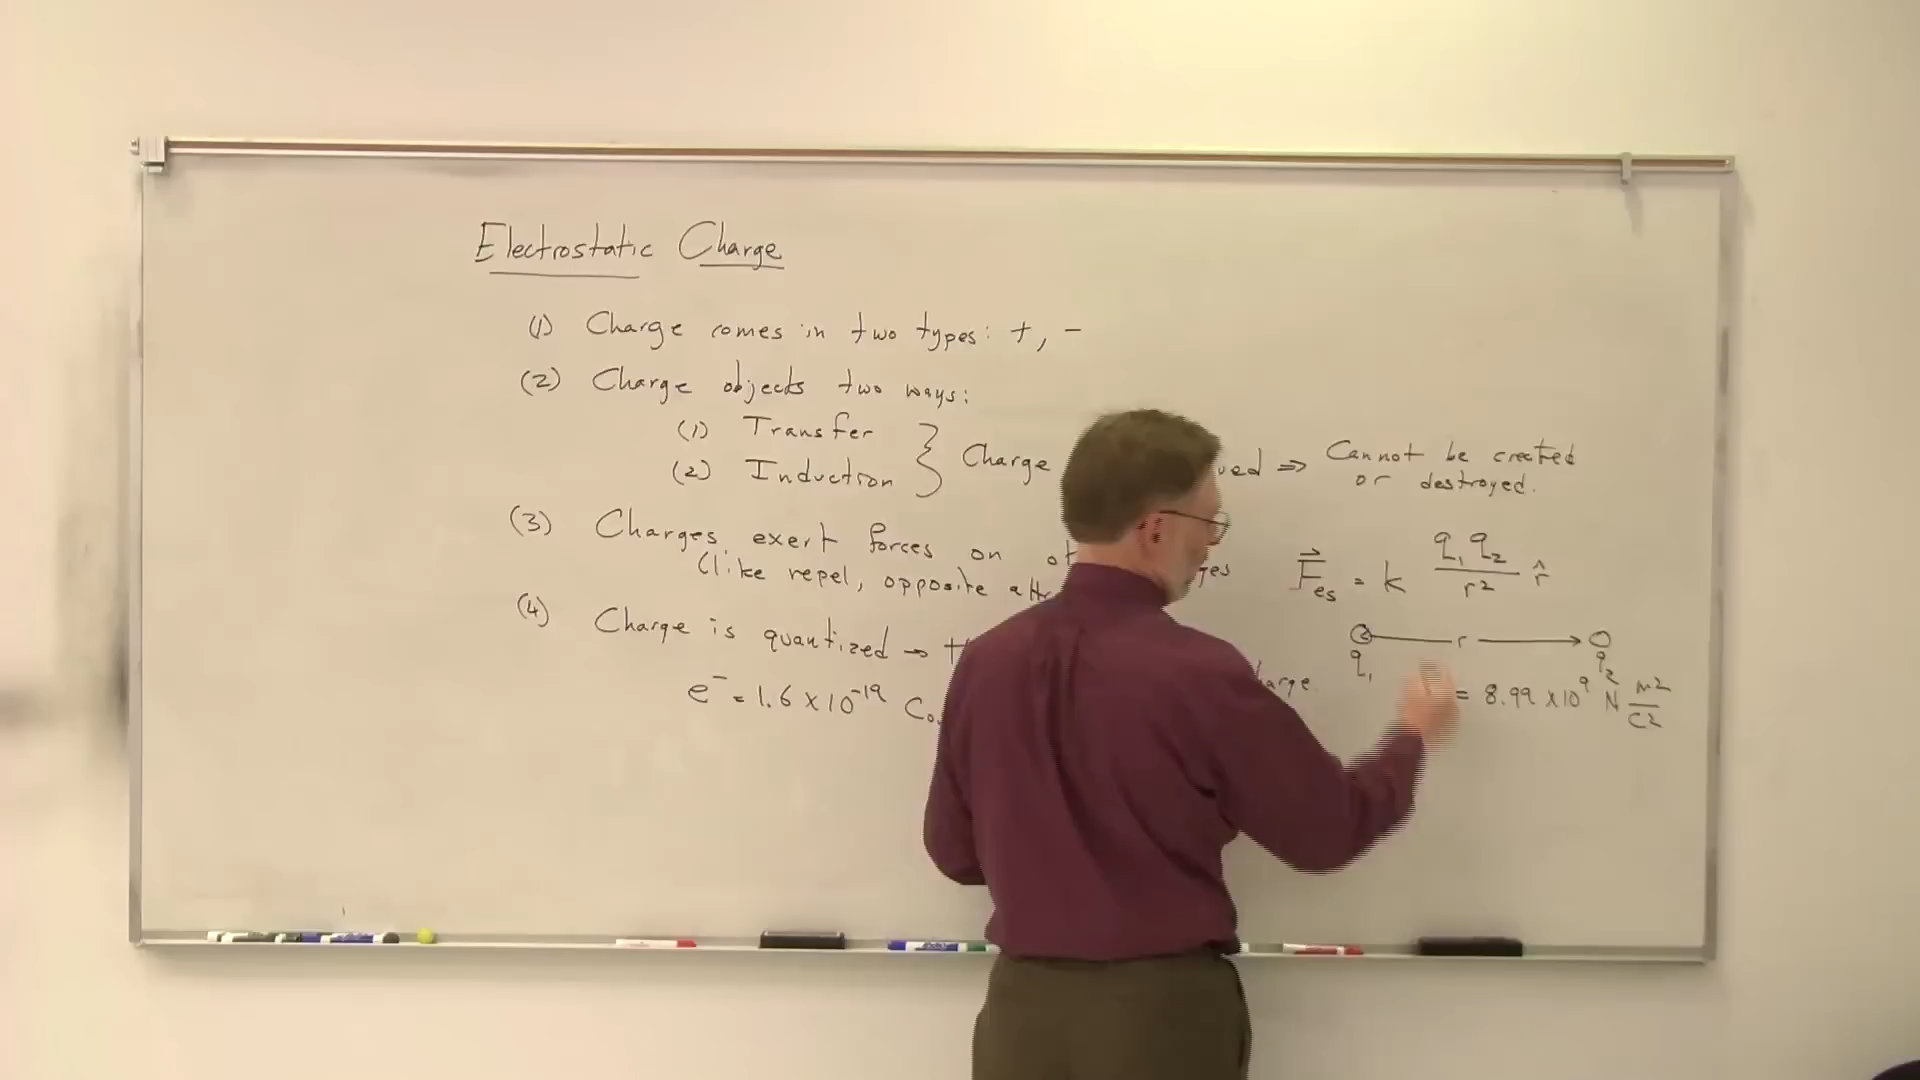 Electrostatic Charge
(1) Charge comes in two types: +, -
(2) Charge objects two ways:
(1) Transfer
(2) Induction } Charge ved ⇒ Cannot be created
or destroyed.
(3) Charges exert forces on ot ges
(like repel, opposite attr
F⃗es = k q₁q₂/r² r̂
r
q₁ q₂
(4) Charge is quantized → t harge.
e⁻ = 1.6 x 10⁻¹⁹ Co
= 8.99 x 10⁹ N m²/C²